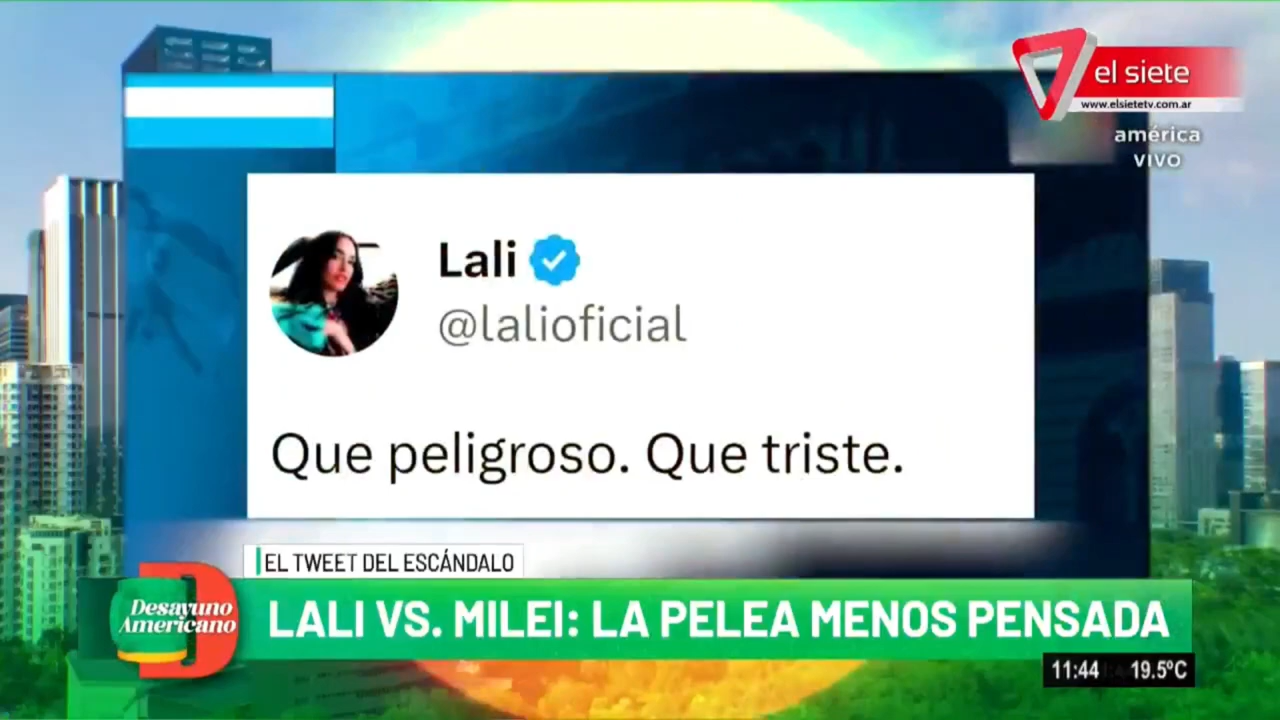 el siete
www.elsietetv.com.ar
américa
VIVO
Lali
@lalioficial
Que peligroso. Que triste.
EL TWEET DEL ESCÁNDALO
Desayuno
Americano
LALI VS. MILEI: LA PELEA MENOS PENSADA
11:44 19.5°C